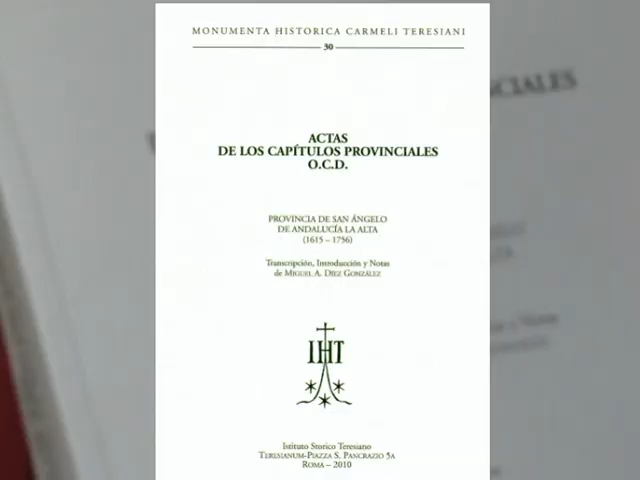 MONUMENTA HISTORICA CARMELI TERESIANI
30
ACTAS
DE LOS CAPÍTULOS PROVINCIALES
O.C.D.
PROVINCIA DE SAN ÁNGELO
DE ANDALUCÍA LA ALTA
(1615 – 1756)
Transcripción, Introducción y Notas
de MIGUEL A. DÍEZ GONZÁLEZ
IHT
Istituto Storico Teresiano
TERESIANUM-PIAZZA S. PANCRAZIO 5A
ROMA – 2010
NCIALES